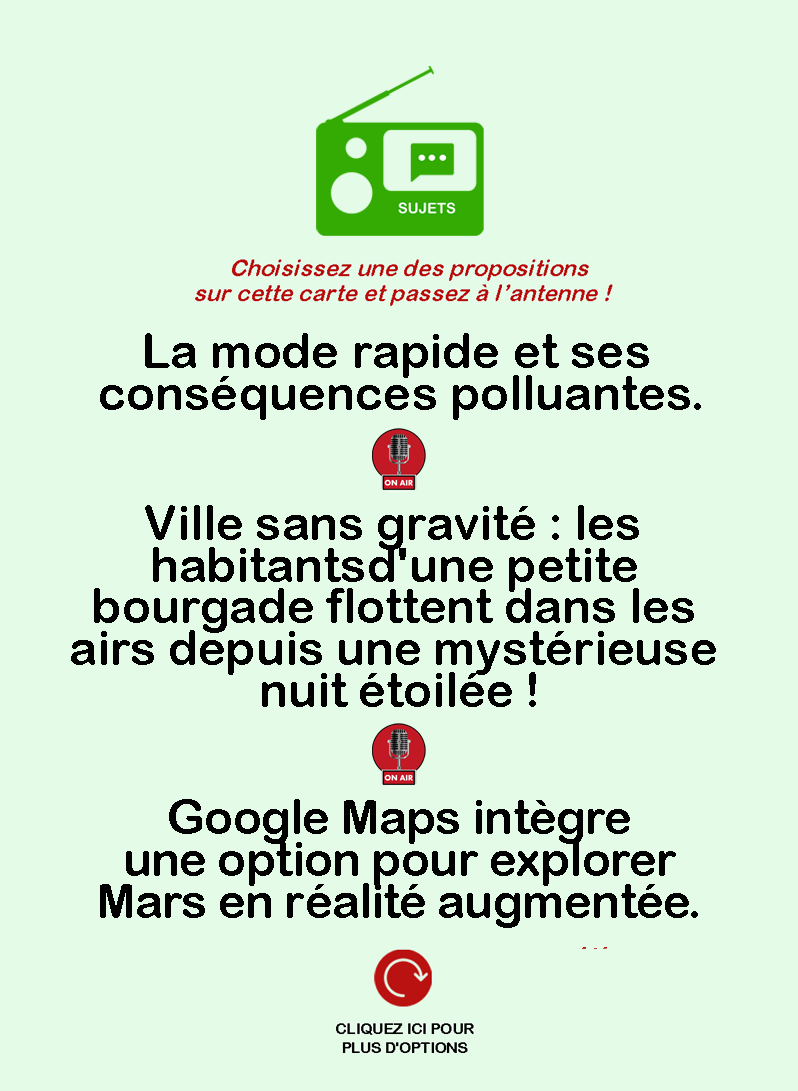 SUJETS
Choisissez une des propositions
sur cette carte et passez à l’antenne !
La mode rapide et ses
conséquences polluantes.
ON AIR
Ville sans gravité : les
habitantsd'une petite
bourgade flottent dans les
airs depuis une mystérieuse
nuit étoilée !
ON AIR
Google Maps intègre
une option pour explorer
Mars en réalité augmentée.
CLIQUEZ ICI POUR
PLUS D'OPTIONS